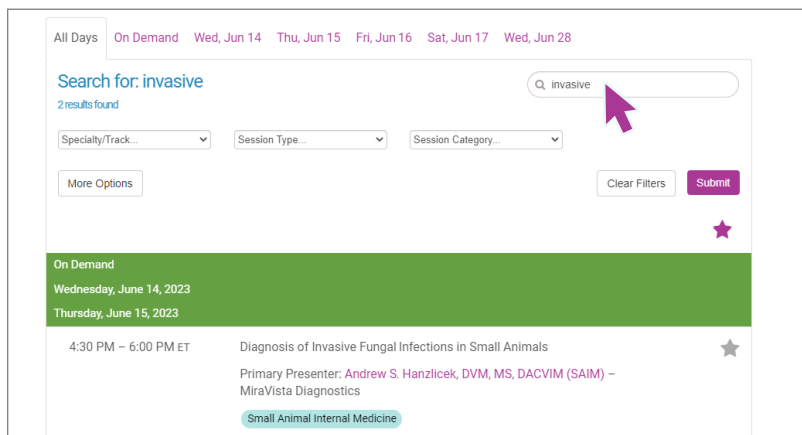 All Days On Demand Wed, Jun 14 Thu, Jun 15 Fri, Jun 16 Sat, Jun 17 Wed, Jun 28
Search for: invasive
invasive
2 results found
Specialty/Track... Session Type... Session Category...
More Options Clear Filters Submit
On Demand
Wednesday, June 14, 2023
Thursday, June 15, 2023
4:30 PM – 6:00 PM ET Diagnosis of Invasive Fungal Infections in Small Animals
Primary Presenter: Andrew S. Hanzlicek, DVM, MS, DACVIM (SAIM) –
MiraVista Diagnostics
Small Animal Internal Medicine